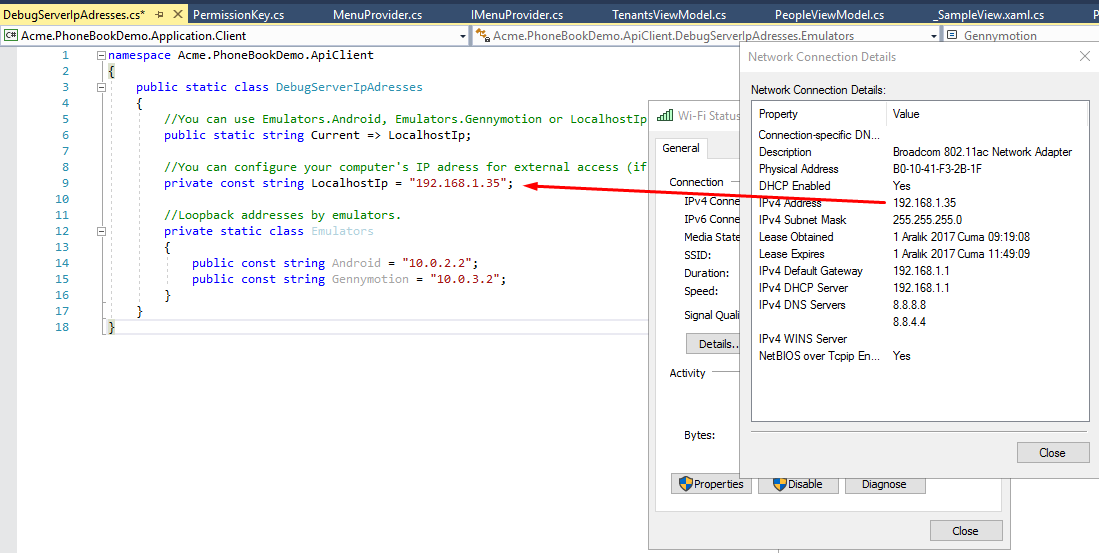 DebugServerIpAdresses.cs* PermissionKey.cs MenuProvider.cs IMenuProvider.cs TenantsViewModel.cs PeopleViewModel.cs _SampleView.xaml.cs
C# Acme.PhoneBookDemo.Application.Client Acme.PhoneBookDemo.ApiClient.DebugServerIpAdresses.Emulators Gennymotion
1 namespace Acme.PhoneBookDemo.ApiClient
2 {
3 public static class DebugServerIpAdresses
4 {
5 //You can use Emulators.Android, Emulators.Gennymotion or LocalhostIp
6 public static string Current => LocalhostIp;
7
8 //You can configure your computer's IP adress for external access (if
9 private const string LocalhostIp = "192.168.1.35";
10
11 //Loopback addresses by emulators.
12 private static class Emulators
13 {
14 public const string Android = "10.0.2.2";
15 public const string Gennymotion = "10.0.3.2";
16 }
17 }
18 }
Wi-Fi Status
General
Connection
IPv4 Conne
IPv6 Conne
Media State
SSID:
Duration:
Speed:
Signal Quali
Details..
Activity
Bytes:
Properties Disable Diagnose
Close
Network Connection Details
Network Connection Details:
Property Value
Connection-specific DN...
Description Broadcom 802.11ac Network Adapter
Physical Address B0-10-41-F3-2B-1F
DHCP Enabled Yes
IPv4 Address 192.168.1.35
IPv4 Subnet Mask 255.255.255.0
Lease Obtained 1 Aralık 2017 Cuma 09:19:08
Lease Expires 1 Aralık 2017 Cuma 11:49:09
IPv4 Default Gateway 192.168.1.1
IPv4 DHCP Server 192.168.1.1
IPv4 DNS Servers 8.8.8.8
8.8.4.4
IPv4 WINS Server
NetBIOS over Tcpip En... Yes
Close